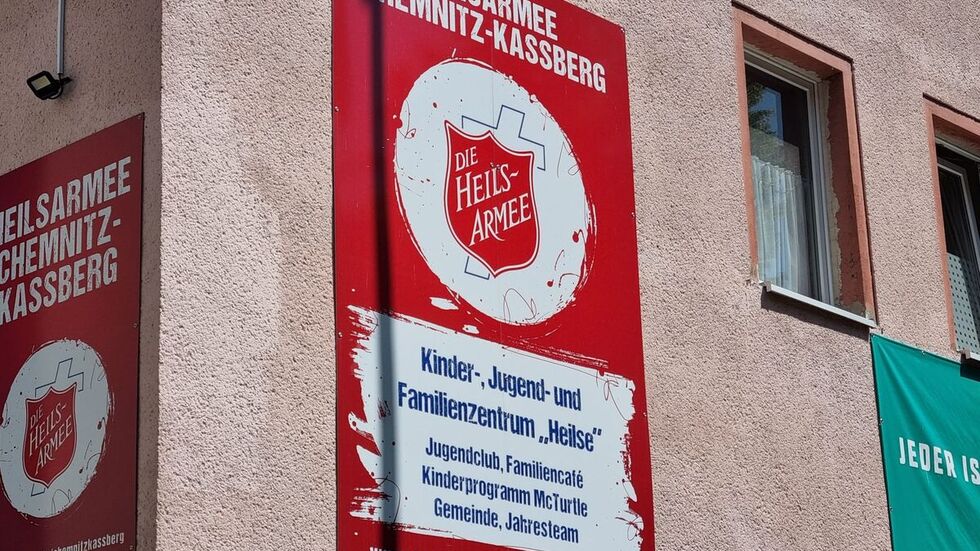 HEILSARMEE
CHEMNITZ-
KASSBERG
DIE
HEILS-
ARMEE
CHEMNITZ-KASSBERG
DIE
HEILS-
ARMEE
Kinder-, Jugend- und
Familienzentrum „Heilse"
Jugendclub, Familiencafé
Kinderprogramm McTurtle
Gemeinde, Jahresteam
JEDER IS